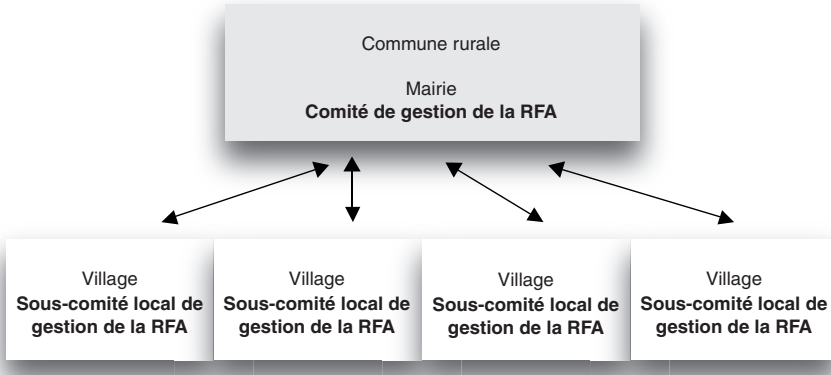 Commune rurale
Mairie
Comité de gestion de la RFA
Village
Sous-comité local de
gestion de la RFA
Village
Sous-comité local de
gestion de la RFA
Village
Sous-comité local de
gestion de la RFA
Village
Sous-comité local de
gestion de la RFA